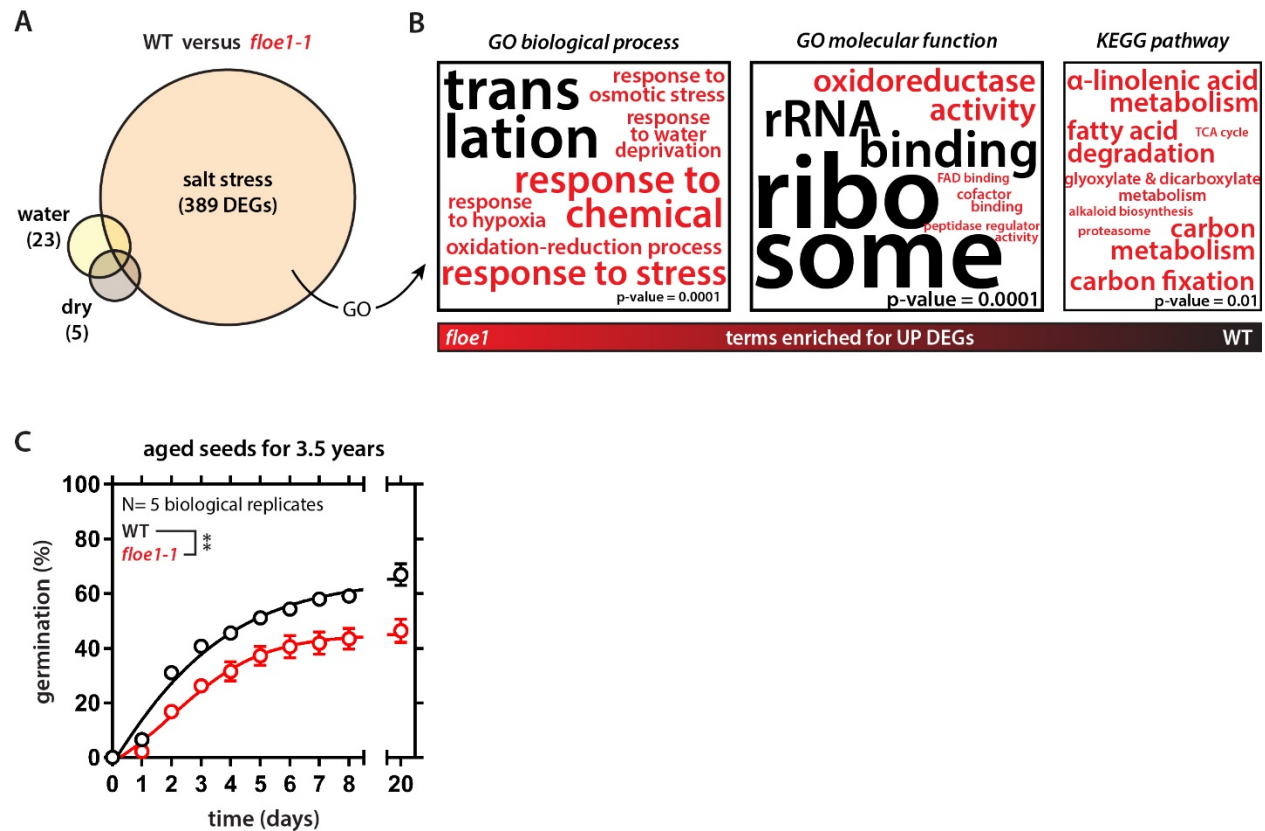 A
WT versus floe1-1
salt stress
(389 DEGs)
water
(23)
dry
(5)
GO
B
GO biological process
trans
lation
response to
osmotic stress
response
to water
deprivation
response to
chemical
response
to hypoxia
oxidation-reduction process
response to stress
p-value = 0.0001
GO molecular function
oxidoreductase
activity
rRNA
binding
ribo
some
FAD binding
cofactor
binding
peptidase regulator
activity
p-value = 0.0001
KEGG pathway
α-linolenic acid
metabolism
fatty acid
degradation
TCA cycle
glyoxylate & dicarboxylate
metabolism
alkaloid biosynthesis
proteasome
carbon
metabolism
carbon fixation
p-value = 0.01
floe1 terms enriched for UP DEGs WT
C
aged seeds for 3.5 years
N= 5 biological replicates
WT
floe1-1
**
germination (%)
100
80
60
40
20
0
0 1 2 3 4 5 6 7 8 20
time (days)